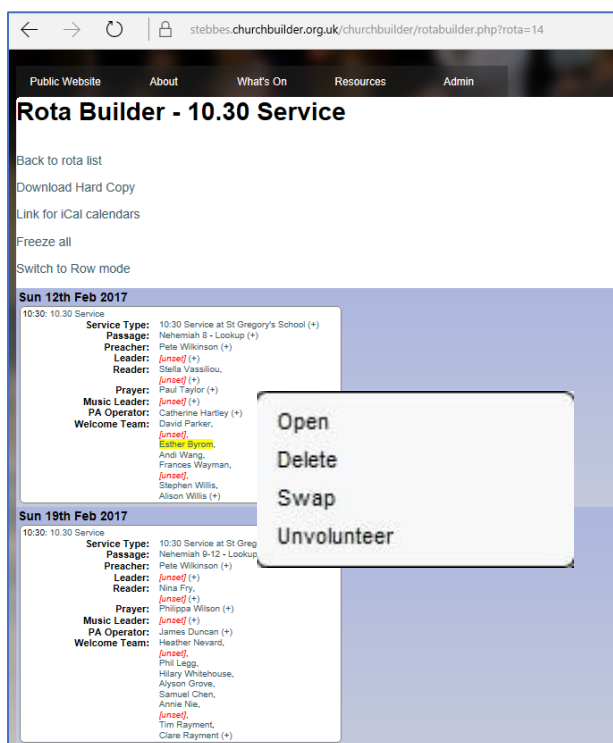 stebbes.churchbuilder.org.uk/churchbuilder/rotabuilder.php?rota=14
Public Website About What's On Resources Admin
Rota Builder - 10.30 Service
Back to rota list
Download Hard Copy
Link for iCal calendars
Freeze all
Switch to Row mode
Sun 12th Feb 2017
10:30: 10.30 Service
Service Type: 10:30 Service at St Gregory's School (+)
Passage: Nehemiah 8 - Lookup (+)
Preacher: Pete Wilkinson (+)
Leader: [unset] (+)
Reader: Stella Vassiliou,
[unset] (+)
Prayer: Paul Taylor (+)
Music Leader: [unset] (+)
PA Operator: Catherine Hartley (+)
Welcome Team: David Parker,
[unset],
Esther Byrom,
Andi Wang,
Frances Wayman,
[unset],
Stephen Willis,
Alison Willis (+)
Open
Delete
Swap
Unvolunteer
Sun 19th Feb 2017
10:30: 10.30 Service
Service Type: 10:30 Service at St Greg
Passage: Nehemiah 9-12 - Lookup
Preacher: Pete Wilkinson (+)
Leader: [unset] (+)
Reader: Nina Fry,
[unset] (+)
Prayer: Philippa Wilson (+)
Music Leader: [unset] (+)
PA Operator: James Duncan (+)
Welcome Team: Heather Nevard,
[unset],
Phil Legg,
Hilary Whitehouse,
Alyson Grove,
Samuel Chen,
Annie Nie,
[unset],
Tim Rayment,
Clare Rayment (+)